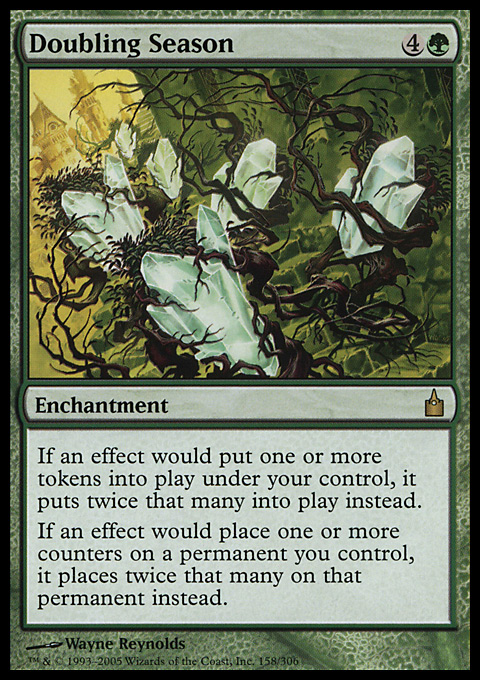 Doubling Season 4
Enchantment
If an effect would put one or more
tokens into play under your control, it
puts twice that many into play instead.
If an effect would place one or more
counters on a permanent you control,
it places twice that many on that
permanent instead.
Wayne Reynolds
™ & © 1993–2005 Wizards of the Coast, Inc. 158/306